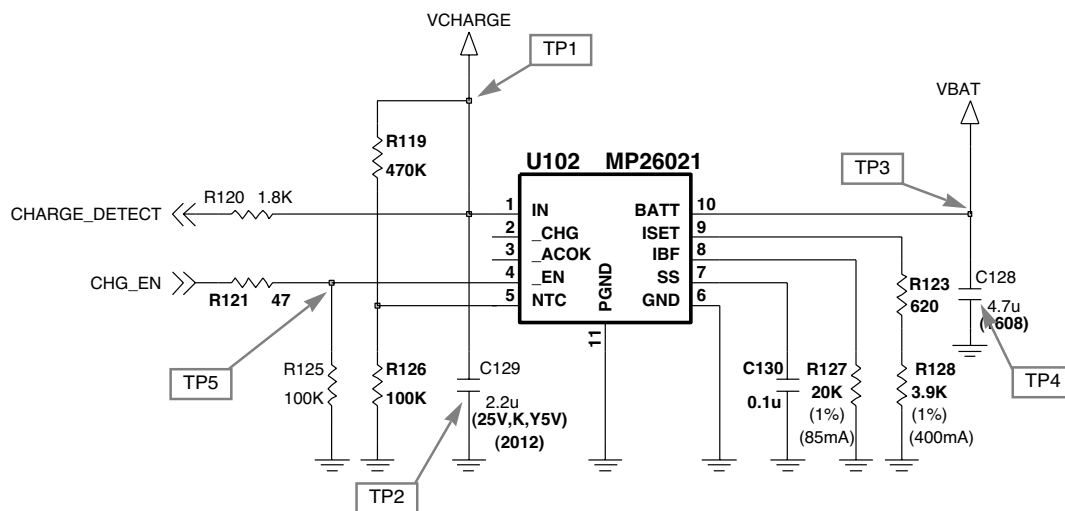 VCHARGE
TP1
VBAT
R119
470K
U102 MP26021
TP3
R120 1.8K
CHARGE_DETECT
1 IN
BATT 10
2 _CHG
ISET 9
3 _ACOK
IBF 8
CHG_EN
4 _EN
SS 7
R121 47
5 NTC
GND 6
PGND
11
R123
620
C128
4.7u
(1608)
TP5
R125
100K
R126
100K
C129
2.2u
(25V,K,Y5V)
(2012)
C130
0.1u
R127
20K
(1%)
(85mA)
R128
3.9K
(1%)
(400mA)
TP4
TP2